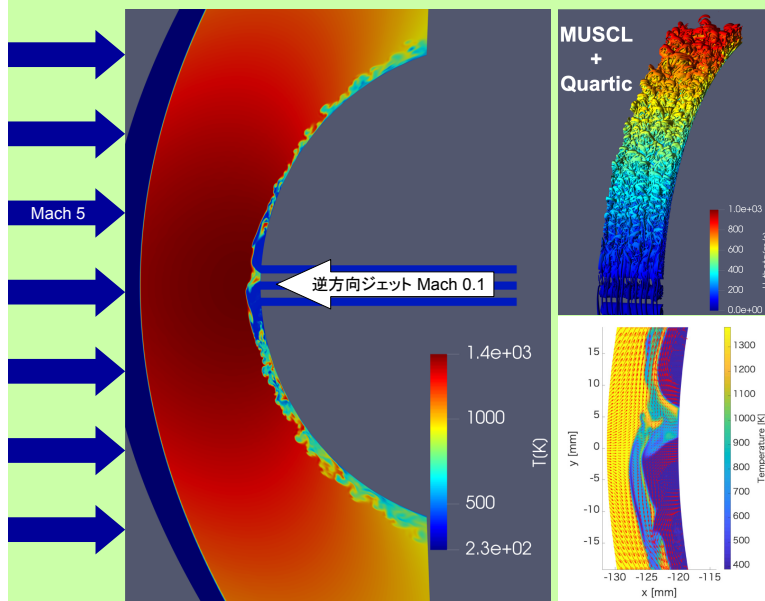 Mach 5
逆方向ジェット Mach 0.1
1.4e+03
1000
500
2.3e+02
T(K)
MUSCL
+
Quartic
1.0e+03
800
600
400
200
0.0e+00
15
10
5
0
-5
-10
-15
y [mm]
-130
-125
-120
-115
x [mm]
1300
1200
1100
1000
900
800
700
600
500
400
Temperature [K]